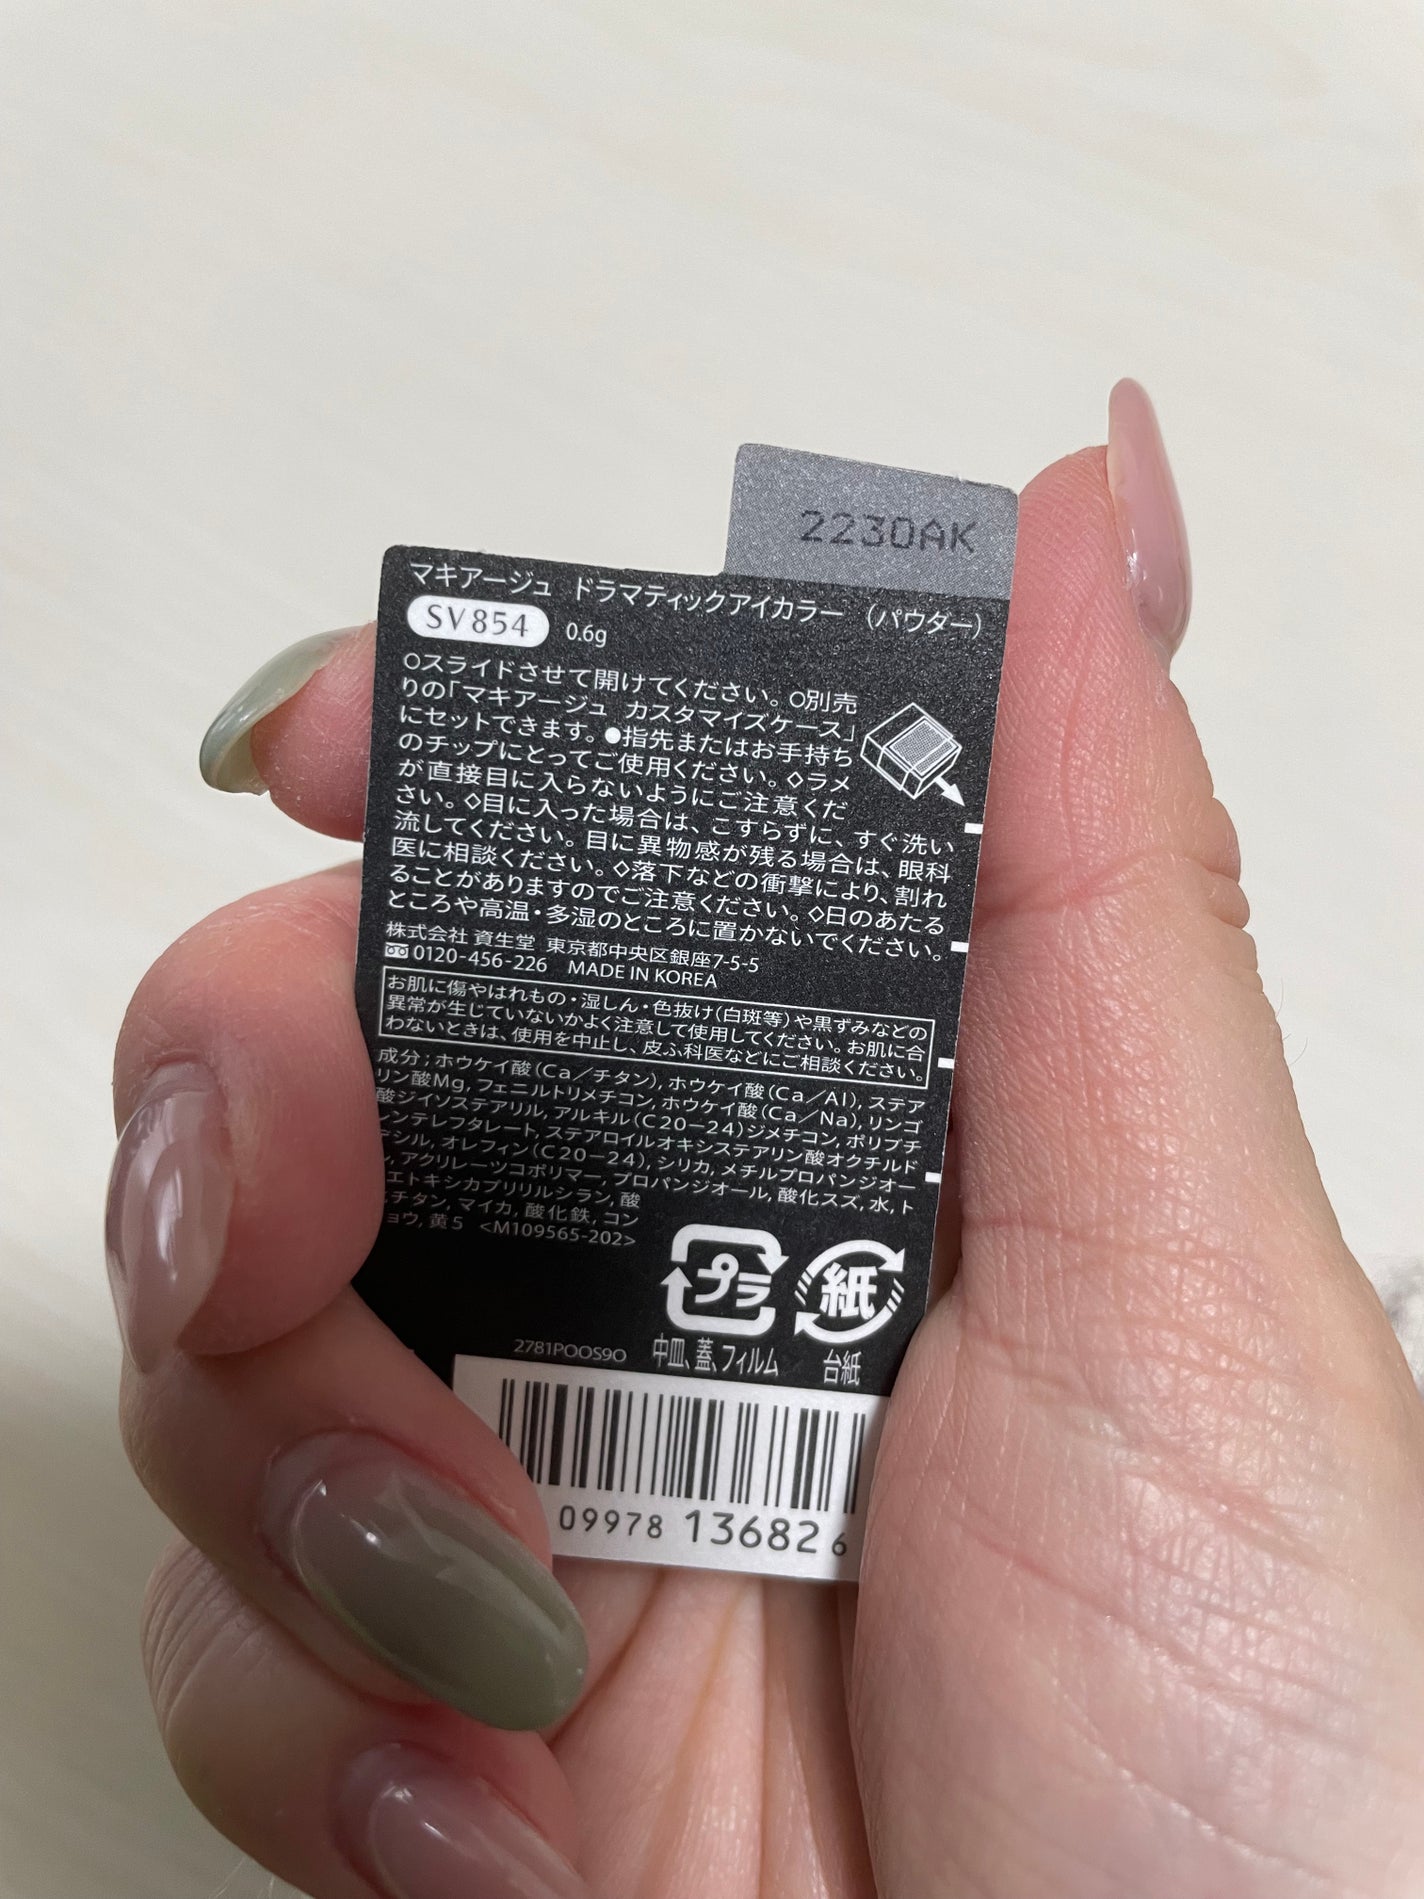 2230AK
マキアージュ ドラマティックアイカラー (パウダー)
SV854 0.6g
○スライドさせて開けてください。○別売
りの「マキアージュ カスタマイズケース」
にセットできます。●指先またはお手持ち
のチップにとってご使用ください。◇ラメ
が直接目に入らないようにご注意くだ
さい。◇目に入った場合は、こすらずに、すぐ洗い
流してください。目に異物感が残る場合は、眼科
医に相談ください。◇落下などの衝撃により、割れ
ることがありますのでご注意ください。◇日のあたる
ところや高温・多湿のところに置かないでください。
株式会社 資生堂 東京都中央区銀座7-5-5
0120-456-226 MADE IN KOREA
お肌に傷やはれもの・湿しん・色抜け(白斑等)や黒ずみなどの
異常が生じていないかよく注意して使用してください。お肌に合
わないときは、使用を中止し、皮ふ科医などにご相談ください。
成分;ホウケイ酸(Ca/チタン), ホウケイ酸(Ca/Al), ステア
リン酸Mg, フェニルトリメチコン, ホウケイ酸(Ca/Na), リンゴ
酸ジイソステアリル, アルキル(C20-24)ジメチコン, ポリブチ
ンテレフタレート, ステアロイルオキシステアリン酸オクチルド
デシル, オレフィン(C20-24), シリカ, メチルプロパンジオー
, アクリレーツコポリマー, プロパンジオール, 酸化スズ, 水, ト
エトキシカプリリルシラン, 酸
チタン, マイカ, 酸化鉄, コン
ョウ, 黄5 <M109565-202>
プラ 紙
2781POOS9O 中皿、蓋、フィルム 台紙
09978 136826